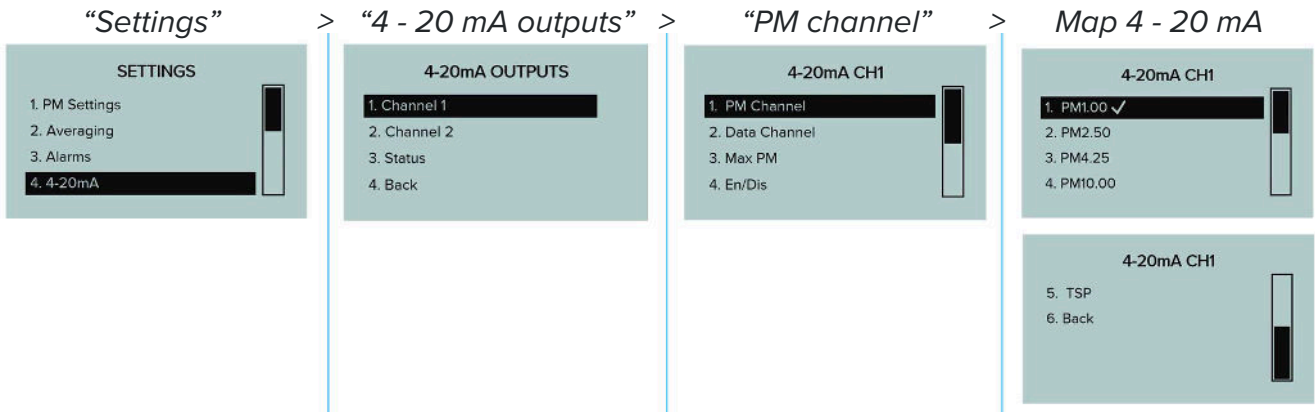 “Settings” > “4 - 20 mA outputs” > “PM channel” > Map 4 - 20 mA
SETTINGS
1. PM Settings
2. Averaging
3. Alarms
4. 4-20mA
4-20mA OUTPUTS
1. Channel 1
2. Channel 2
3. Status
4. Back
4-20mA CH1
1. PM Channel
2. Data Channel
3. Max PM
4. En/Dis
4-20mA CH1
1. PM1.00 ✓
2. PM2.50
3. PM4.25
4. PM10.00
4-20mA CH1
5. TSP
6. Back